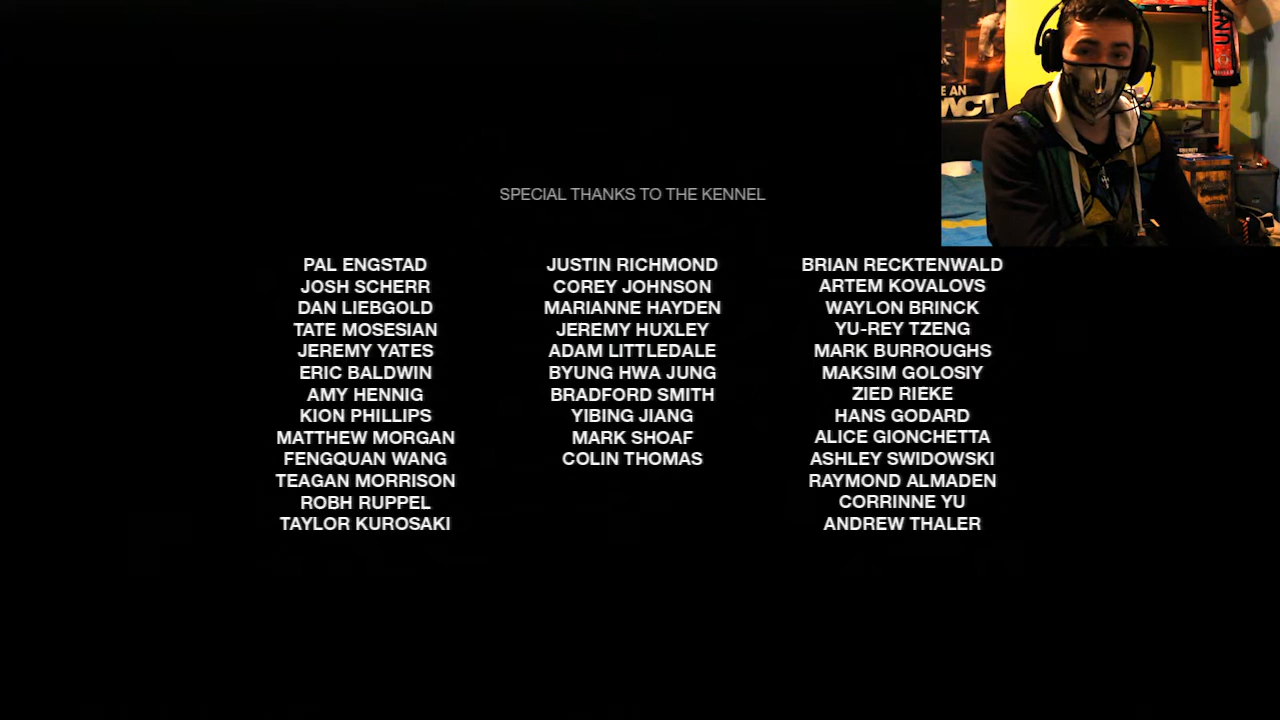 SPECIAL THANKS TO THE KENNEL
PAL ENGSTAD
JOSH SCHERR
DAN LIEBGOLD
TATE MOSESIAN
JEREMY YATES
ERIC BALDWIN
AMY HENNIG
KION PHILLIPS
MATTHEW MORGAN
FENGQUAN WANG
TEAGAN MORRISON
ROBH RUPPEL
TAYLOR KUROSAKI
JUSTIN RICHMOND
COREY JOHNSON
MARIANNE HAYDEN
JEREMY HUXLEY
ADAM LITTLEDALE
BYUNG HWA JUNG
BRADFORD SMITH
YIBING JIANG
MARK SHOAF
COLIN THOMAS
BRIAN RECKTENWALD
ARTEM KOVALOVS
WAYLON BRINCK
YU-REY TZENG
MARK BURROUGHS
MAKSIM GOLOSIY
ZIED RIEKE
HANS GODARD
ALICE GIONCHETTA
ASHLEY SWIDOWSKI
RAYMOND ALMADEN
CORRINNE YU
ANDREW THALER
E AN
ACT
UN